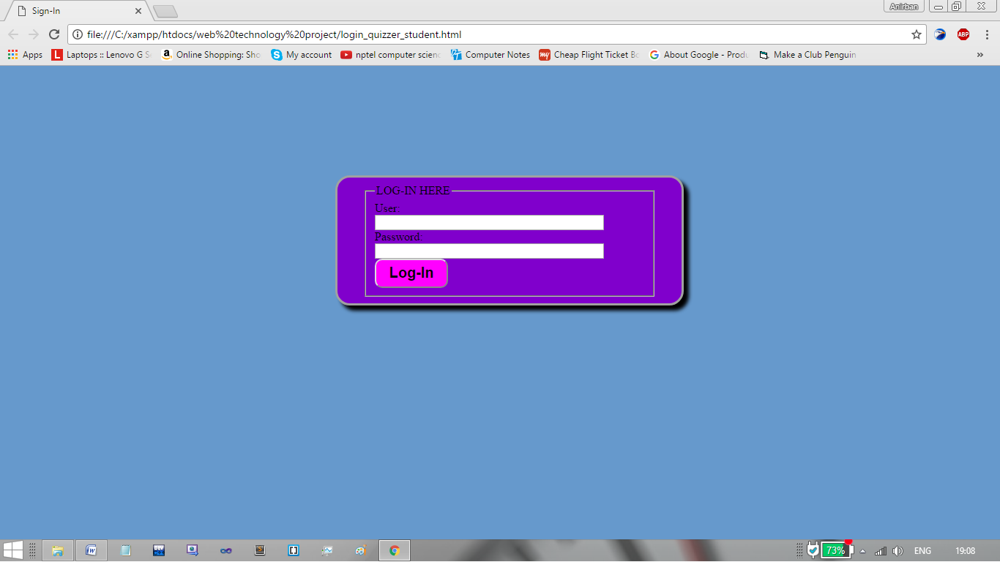 Sign-In
Anirban
file:///C:/xampp/htdocs/web%20technology%20project/login_quizzer_student.html
ABP
Apps L Laptops :: Lenovo G S Online Shopping: Sho My account nptel computer scienc Computer Notes my Cheap Flight Ticket Bo G About Google - Produ Make a Club Penguin »
LOG-IN HERE
User:
Password:
Log-In
73% ENG 19:08